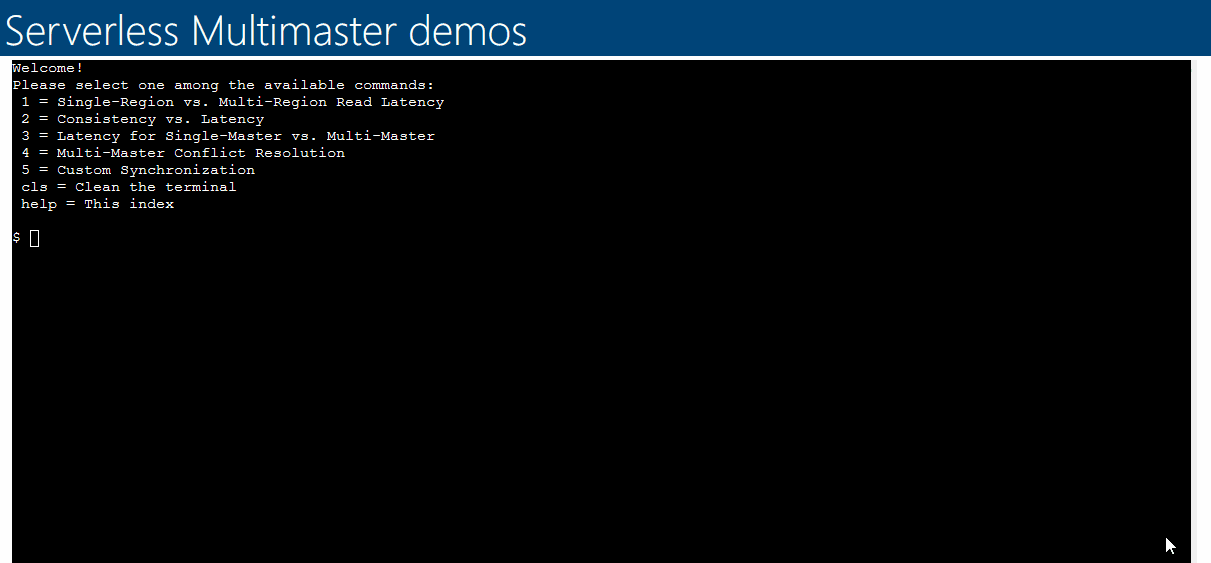 Serverless Multimaster demos
Welcome!
Please select one among the available commands:
1 = Single-Region vs. Multi-Region Read Latency
2 = Consistency vs. Latency
3 = Latency for Single-Master vs. Multi-Master
4 = Multi-Master Conflict Resolution
5 = Custom Synchronization
cls = Clean the terminal
help = This index
$